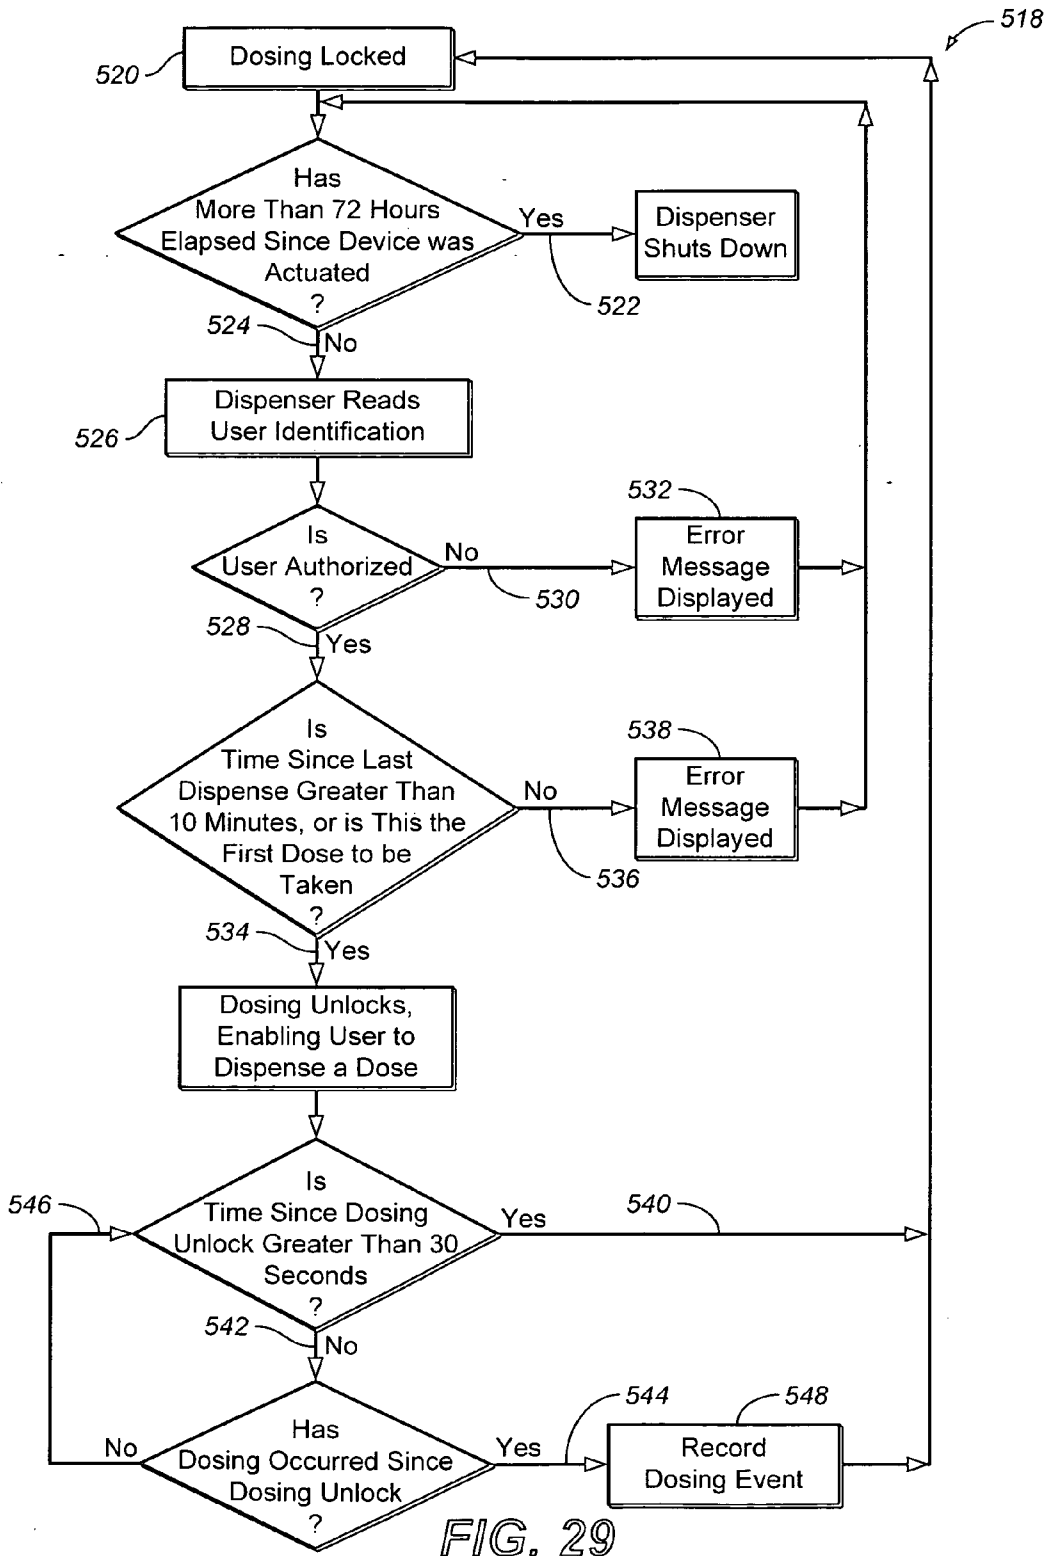 518
Dosing Locked
520
Has
More Than 72 Hours
Elapsed Since Device was
Actuated
?
Yes
522
Dispenser
Shuts Down
524
No
Dispenser Reads
User Identification
526
Is
User Authorized
?
No
530
532
Error
Message
Displayed
528
Yes
Is
Time Since Last
Dispense Greater Than
10 Minutes, or is This the
First Dose to be
Taken
?
No
536
538
Error
Message
Displayed
534
Yes
Dosing Unlocks,
Enabling User to
Dispense a Dose
546
Is
Time Since Dosing
Unlock Greater Than 30
Seconds
?
Yes
540
542
No
Has
Dosing Occurred Since
Dosing Unlock
?
No
Yes
544
548
Record
Dosing Event
FIG. 29